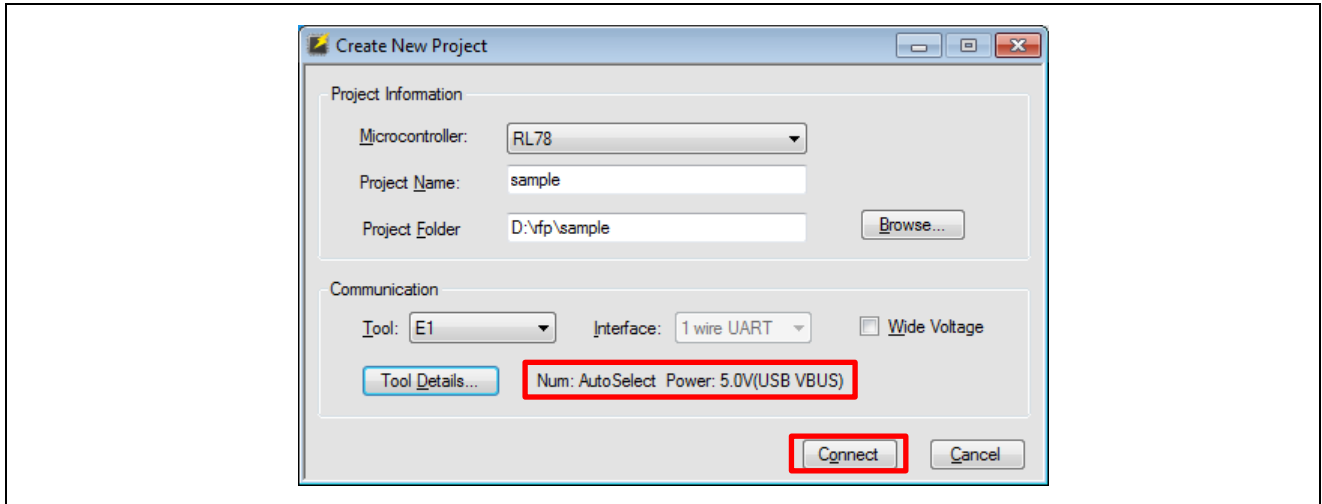 Create New Project
Project Information
Microcontroller: RL78
Project Name: sample
Project Folder D:\rfp\sample Browse...
Communication
Tool: E1 Interface: 1 wire UART Wide Voltage
Tool Details... Num: AutoSelect Power: 5.0V(USB VBUS)
Connect Cancel